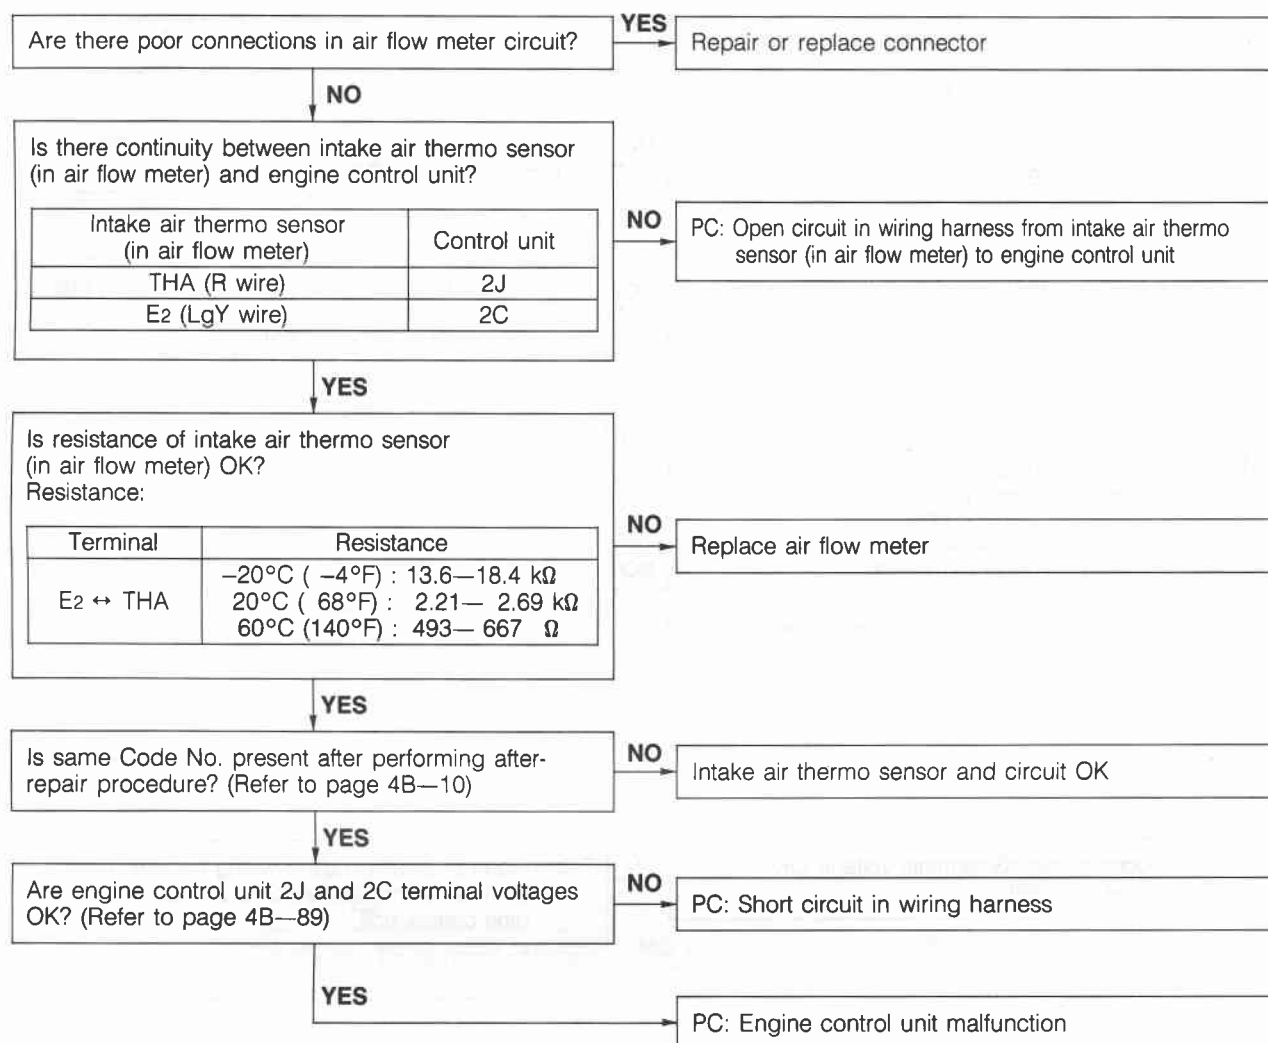 Are there poor connections in air flow meter circuit?
YES
Repair or replace connector
NO
Is there continuity between intake air thermo sensor
(in air flow meter) and engine control unit?
Intake air thermo sensor
(in air flow meter)
Control unit
THA (R wire)
2J
E2 (LgY wire)
2C
NO
PC: Open circuit in wiring harness from intake air thermo
sensor (in air flow meter) to engine control unit
YES
Is resistance of intake air thermo sensor
(in air flow meter) OK?
Resistance:
Terminal
Resistance
E2 ↔ THA
–20°C ( –4°F) : 13.6—18.4 kΩ
20°C ( 68°F) : 2.21— 2.69 kΩ
60°C (140°F) : 493— 667 Ω
NO
Replace air flow meter
YES
Is same Code No. present after performing after-
repair procedure? (Refer to page 4B—10)
NO
Intake air thermo sensor and circuit OK
YES
Are engine control unit 2J and 2C terminal voltages
OK? (Refer to page 4B—89)
NO
PC: Short circuit in wiring harness
YES
PC: Engine control unit malfunction